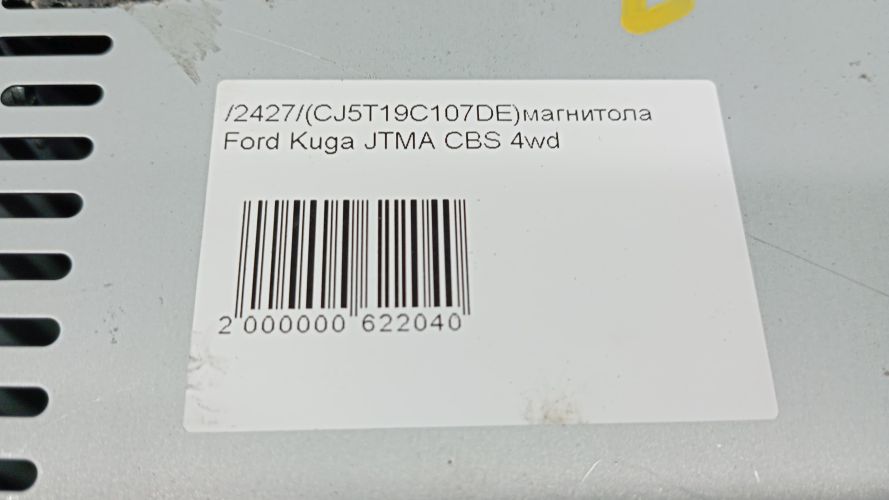 /2427/(CJ5T19C107DE)магнитола
Ford Kuga JTMA CBS 4wd
2 000000 622040